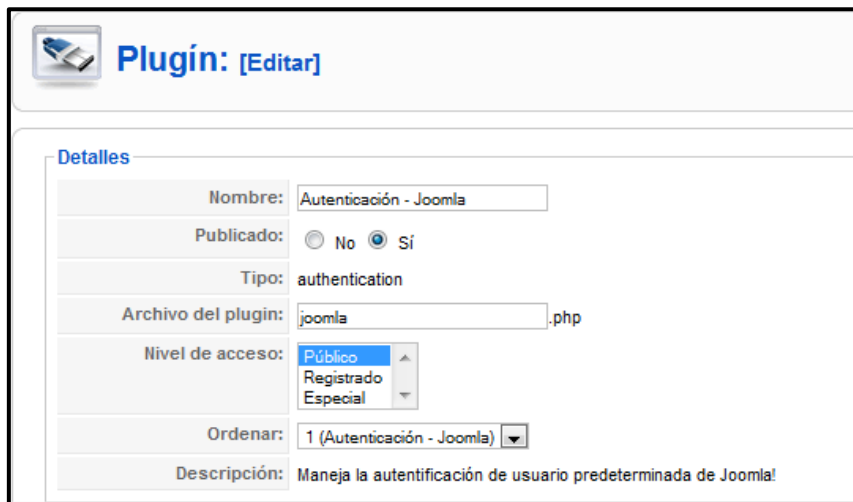 Plugín: [Editar]
Detalles
Nombre: Autenticación - Joomla
Publicado: No Sí
Tipo: authentication
Archivo del plugin: joomla .php
Nivel de acceso: Público
Registrado
Especial
Ordenar: 1 (Autenticación - Joomla)
Descripción: Maneja la autentificación de usuario predeterminada de Joomla!